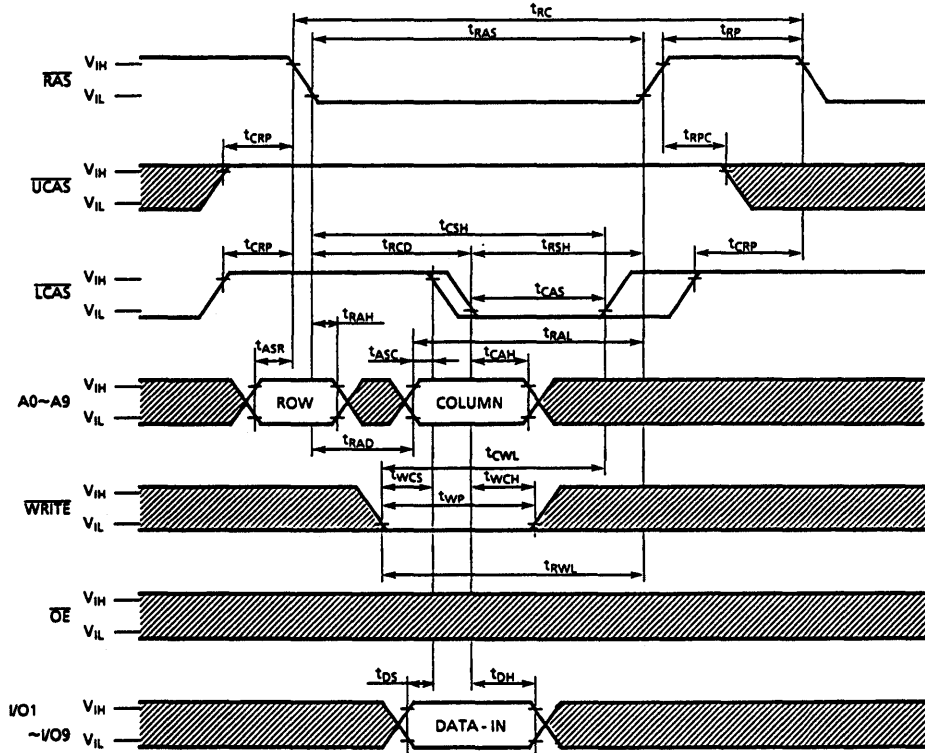 tRC
tRAS
tRP
RAS
VIH
VIL
tCRP
tRPC
UCAS
VIH
VIL
tCSH
tCRP
tRCD
tRSH
tCRP
LCAS
VIH
VIL
tCAS
tRAH
tRAL
tASR
tASC
tCAH
A0~A9
VIH
VIL
ROW
COLUMN
tRAD
tCWL
tWCS
tWCH
WRITE
VIH
VIL
tWP
tRWL
OE
VIH
VIL
tDS
tDH
I/O1
~I/O9
VIH
VIL
DATA - IN